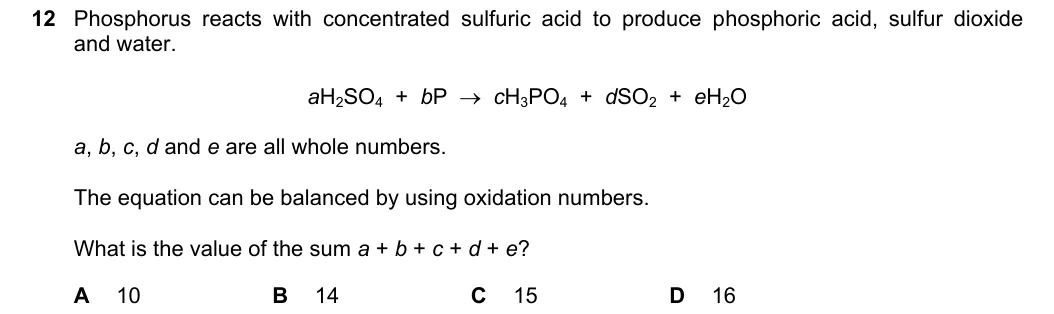 12 Phosphorus reacts with concentrated sulfuric acid to produce phosphoric acid, sulfur dioxide
and water.
aH₂SO₄ + bP → cH₃PO₄ + dSO₂ + eH₂O
a, b, c, d and e are all whole numbers.
The equation can be balanced by using oxidation numbers.
What is the value of the sum a + b + c + d + e?
A 10 B 14 C 15 D 16